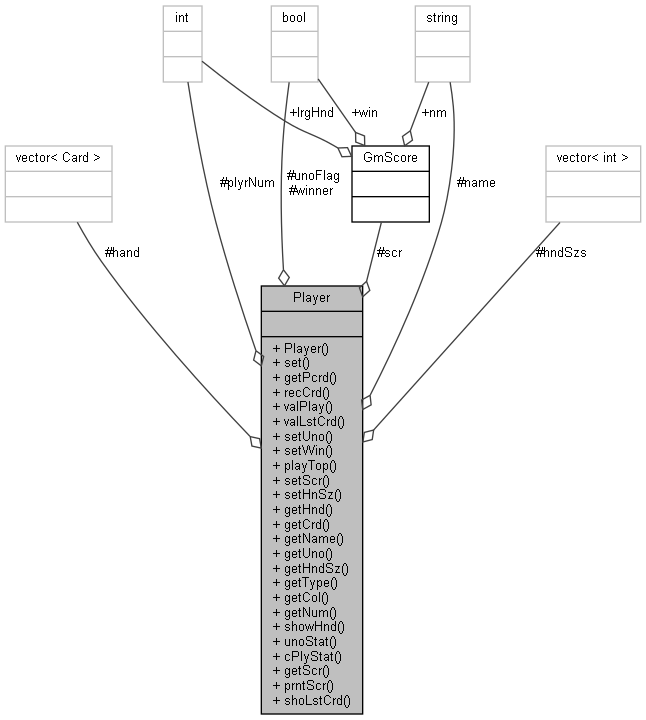 int
bool
string
+lrgHnd
+win
+nm
vector< Card >
GmScore
vector< int >
#plyrNum
#unoFlag
#winner
#name
#hand
#scr
#hndSzs
Player
+ Player()
+ set()
+ getPcrd()
+ recCrd()
+ valPlay()
+ valLstCrd()
+ setUno()
+ setWin()
+ playTop()
+ setScr()
+ setHnSz()
+ getHnd()
+ getCrd()
+ getName()
+ getUno()
+ getHndSz()
+ getType()
+ getCol()
+ getNum()
+ showHnd()
+ unoStat()
+ cPlyStat()
+ getScr()
+ prntScr()
+ shoLstCrd()